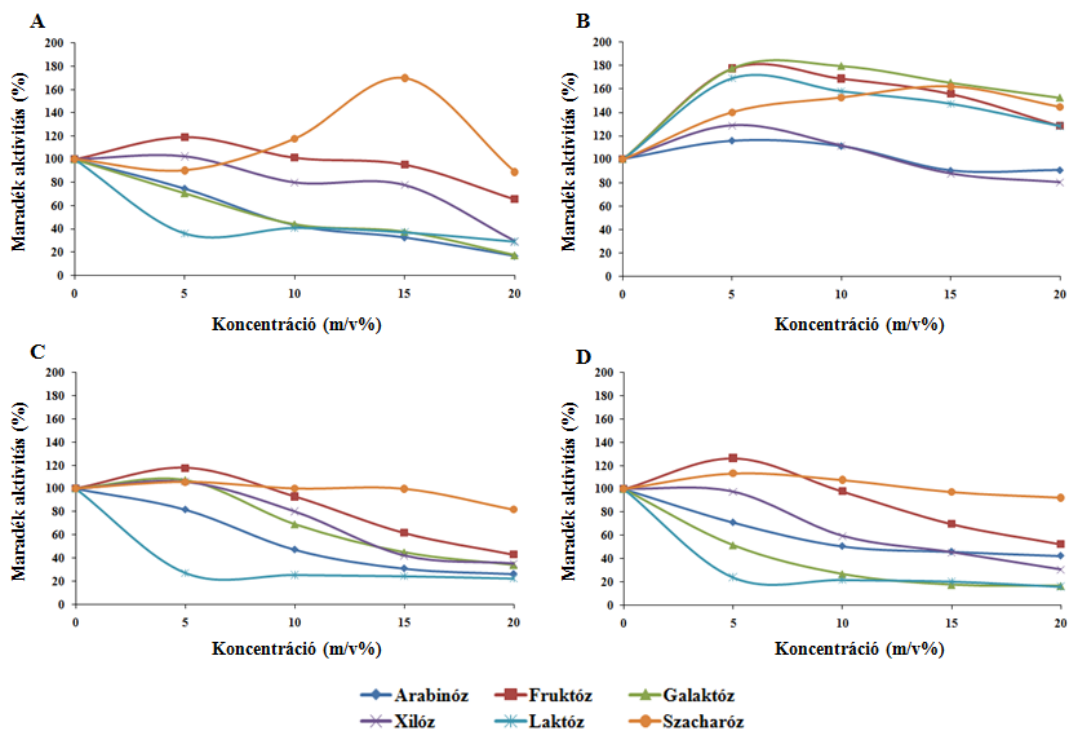 A
Maradék aktivitás (%)
200
180
160
140
120
100
80
60
40
20
0
0 5 10 15 20
Koncentráció (m/v%)
B
Maradék aktivitás (%)
200
180
160
140
120
100
80
60
40
20
0
0 5 10 15 20
Koncentráció (m/v%)
C
Maradék aktivitás (%)
200
180
160
140
120
100
80
60
40
20
0
0 5 10 15 20
Koncentráció (m/v%)
D
Maradék aktivitás (%)
200
180
160
140
120
100
80
60
40
20
0
0 5 10 15 20
Koncentráció (m/v%)
Arabinóz Fruktóz Galaktóz
Xilóz Laktóz Szacharóz